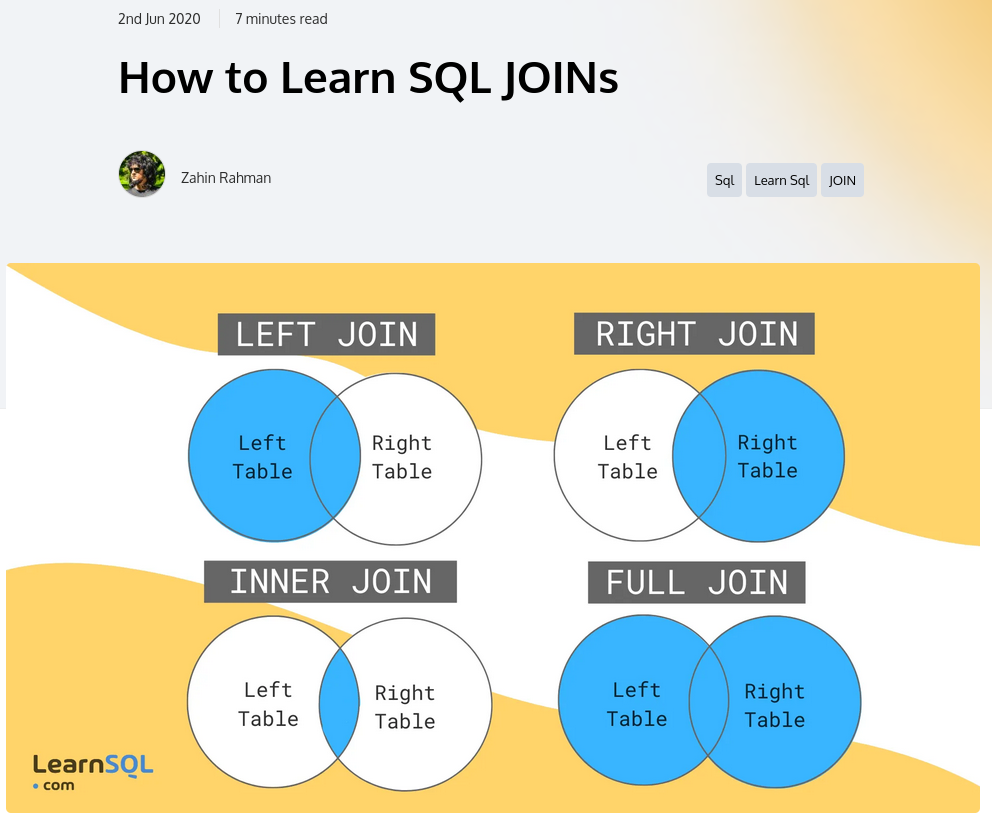 2nd Jun 2020 7 minutes read
How to Learn SQL JOINs
Zahin Rahman
Sql Learn Sql JOIN
LEFT JOIN
Left
Table
Right
Table
RIGHT JOIN
Left
Table
Right
Table
INNER JOIN
Left
Table
Right
Table
FULL JOIN
Left
Table
Right
Table
LearnSQL
• com